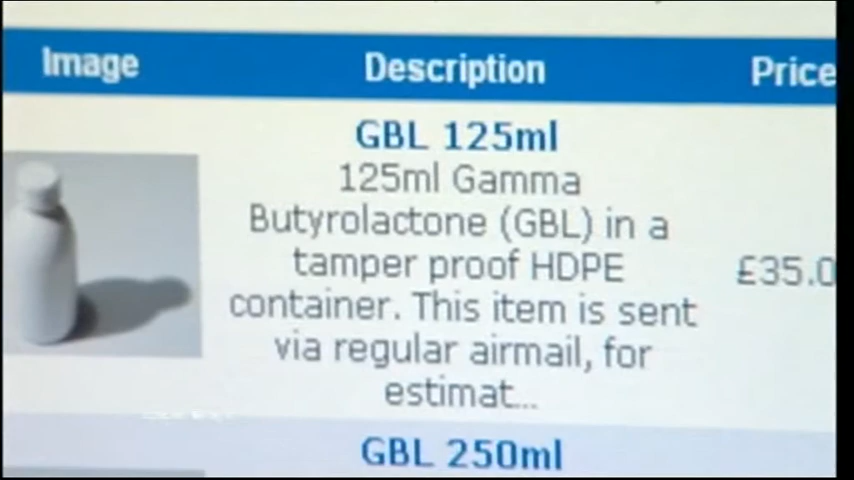 Image Description Price
GBL 125ml
125ml Gamma
Butyrolactone (GBL) in a
tamper proof HDPE
£35.0
container. This item is sent
via regular airmail, for
estimat...
GBL 250ml